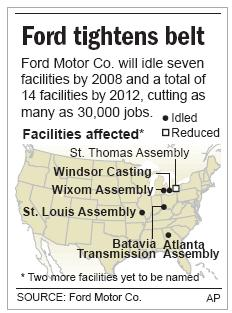 Ford tightens belt
Ford Motor Co. will idle seven
facilities by 2008 and a total of
14 facilities by 2012, cutting as
many as 30,000 jobs.
Idled
Facilities affected*
Reduced
St. Thomas Assembly
Windsor Casting
Wixom Assembly
St. Louis Assembly
Batavia Transmission
Atlanta Assembly
* Two more facilities yet to be named
SOURCE: Ford Motor Co.
AP